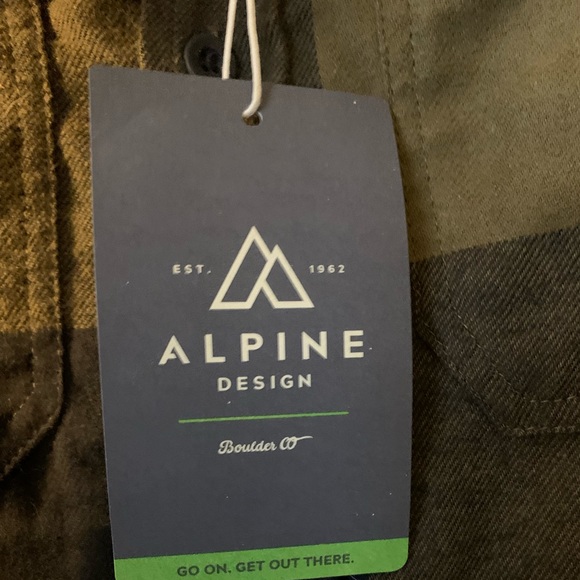 EST. 1962
ALPINE
DESIGN
Boulder CO
GO ON. GET OUT THERE.